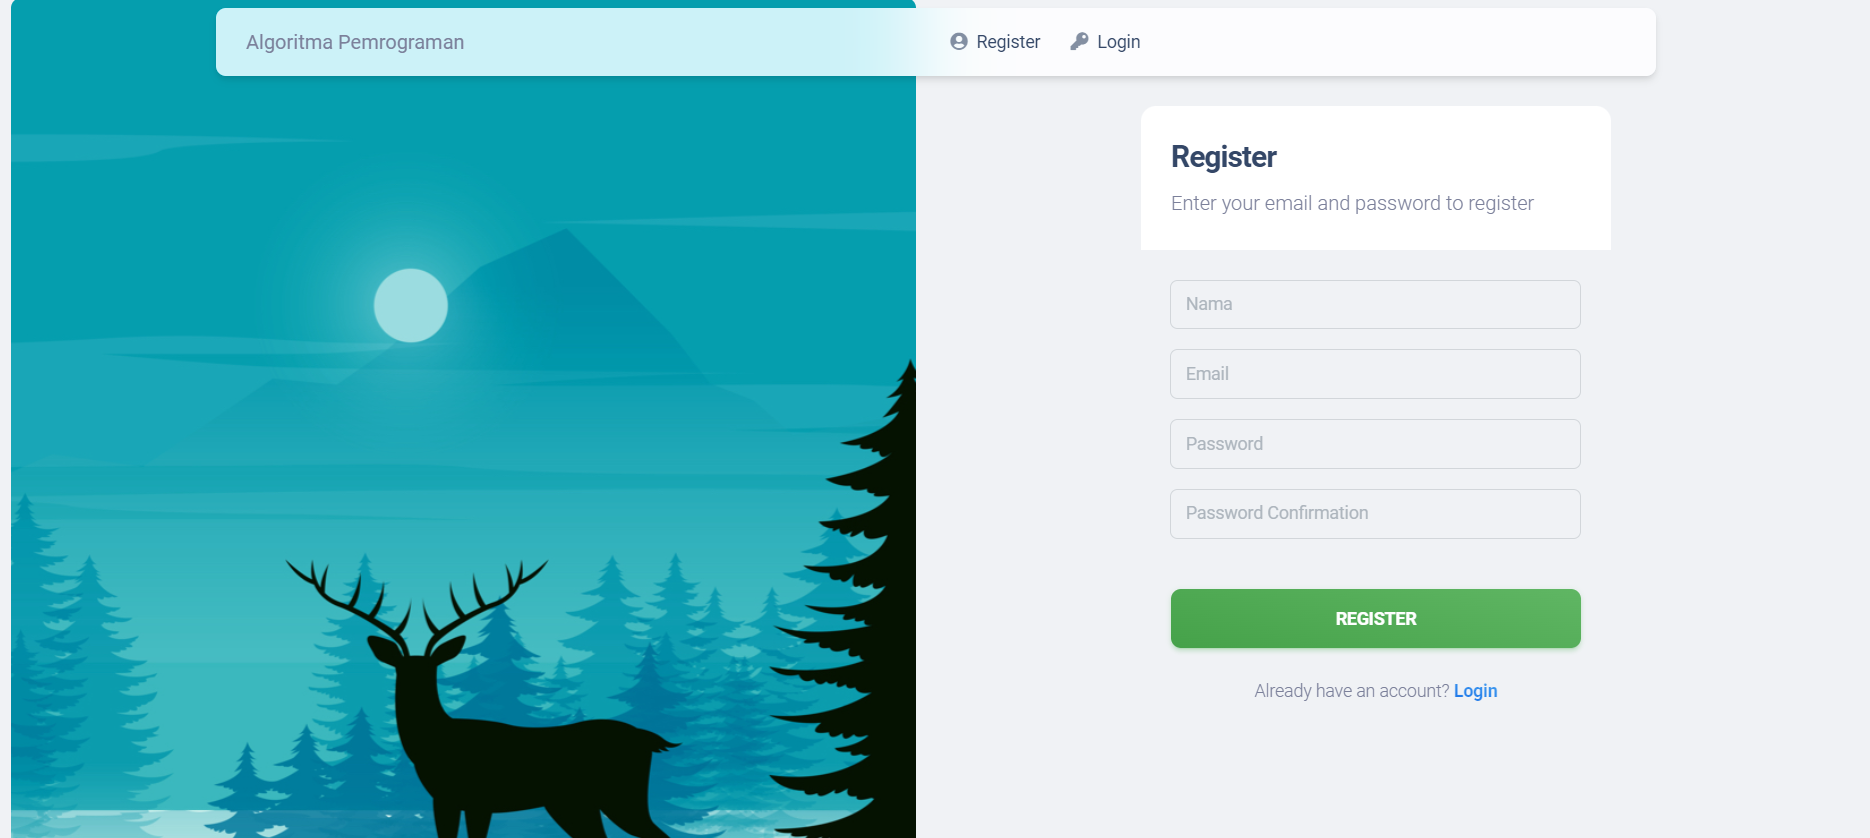 Algoritma Pemrograman
Register
Login
Register
Enter your email and password to register
Nama
Email
Password
Password Confirmation
REGISTER
Already have an account? Login